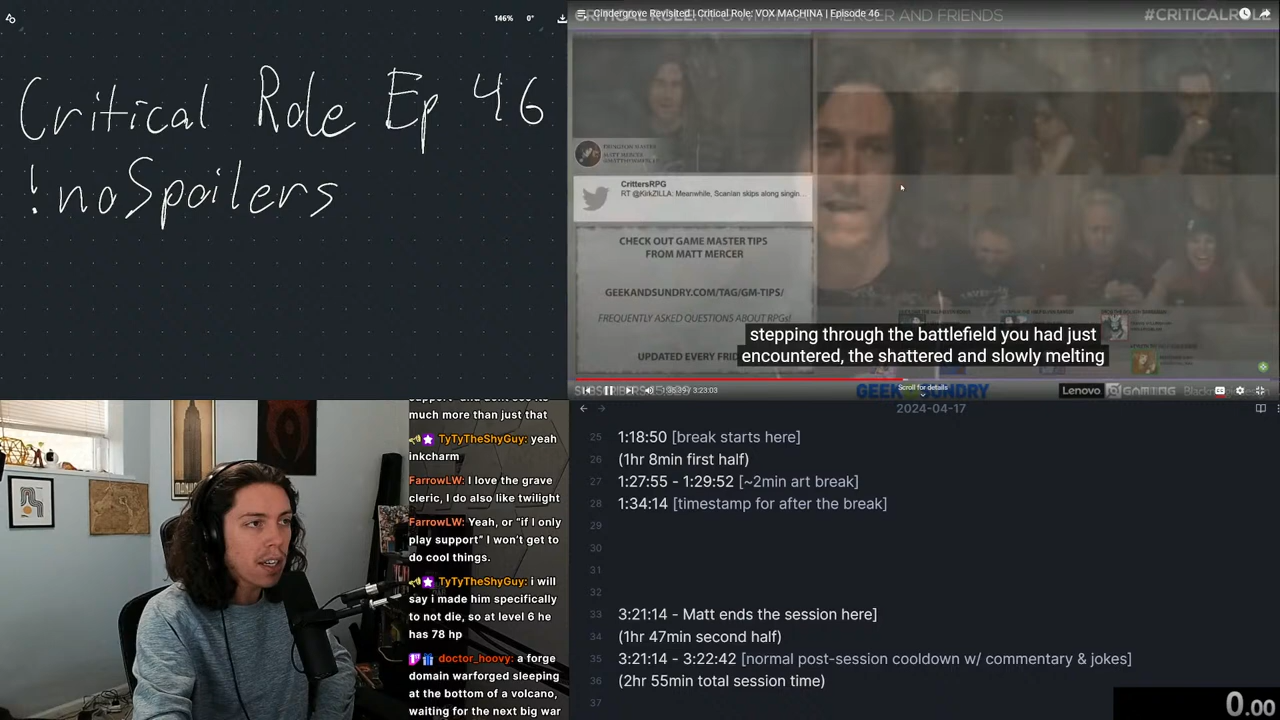 146%
0°
Critical Role Ep 46
!noSpoilers
Cindergrove Revisited | Critical Role: VOX MACHINA | Episode 46
MERCER AND FRIENDS
#CRITICALROLE
CrittersRPG
RT @KirkZILLA: Meanwhile, Scanlan skips along singin...
CHECK OUT GAME MASTER TIPS
FROM MATT MERCER
GEEKANDSUNDRY.COM/TAG/GM-TIPS/
FREQUENTLY ASKED QUESTIONS ABOUT RPGs!
UPDATED EVERY FRID
stepping through the battlefield you had just
encountered, the shattered and slowly melting
3:23:03
Scroll for details
GEEK & SUNDRY
Lenovo
GAMING
much more than just that
TyTyTheShyGuy: yeah
inkcharm
FarrowLW: I love the grave
cleric, I do also like twilight
FarrowLW: Yeah, or "if I only
play support" I won't get to
do cool things.
TyTyTheShyGuy: i will
say i made him specifically
to not die, so at level 6 he
has 78 hp
doctor_hoovy: a forge
domain warforged sleeping
at the bottom of a volcano,
waiting for the next big war
2024-04-17
25 1:18:50 [break starts here]
26 (1hr 8min first half)
27 1:27:55 - 1:29:52 [~2min art break]
28 1:34:14 [timestamp for after the break]
29
30
31
32
33 3:21:14 - Matt ends the session here]
34 (1hr 47min second half)
35 3:21:14 - 3:22:42 [normal post-session cooldown w/ commentary & jokes]
36 (2hr 55min total session time)
37
0.00